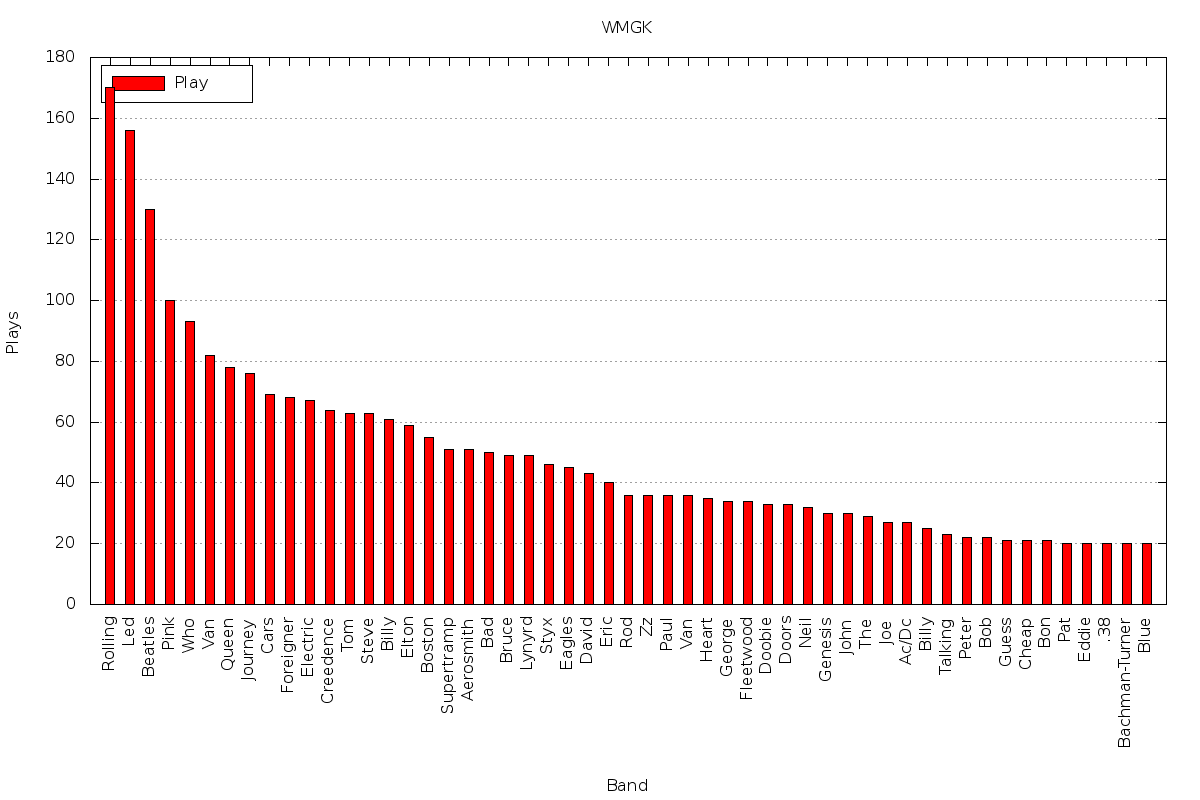 WMGK
Play
Plays
180
160
140
120
100
80
60
40
20
0
Rolling
Led
Beatles
Pink
Who
Van
Queen
Journey
Cars
Foreigner
Electric
Creedence
Tom
Steve
Billy
Elton
Boston
Supertramp
Aerosmith
Bad
Bruce
Lynyrd
Styx
Eagles
David
Eric
Rod
Zz
Paul
Van
Heart
George
Fleetwood
Doobie
Doors
Neil
Genesis
John
The
Joe
Ac/Dc
Billy
Talking
Peter
Bob
Guess
Cheap
Bon
Pat
Eddie
.38
Bachman-Turner
Blue
Band